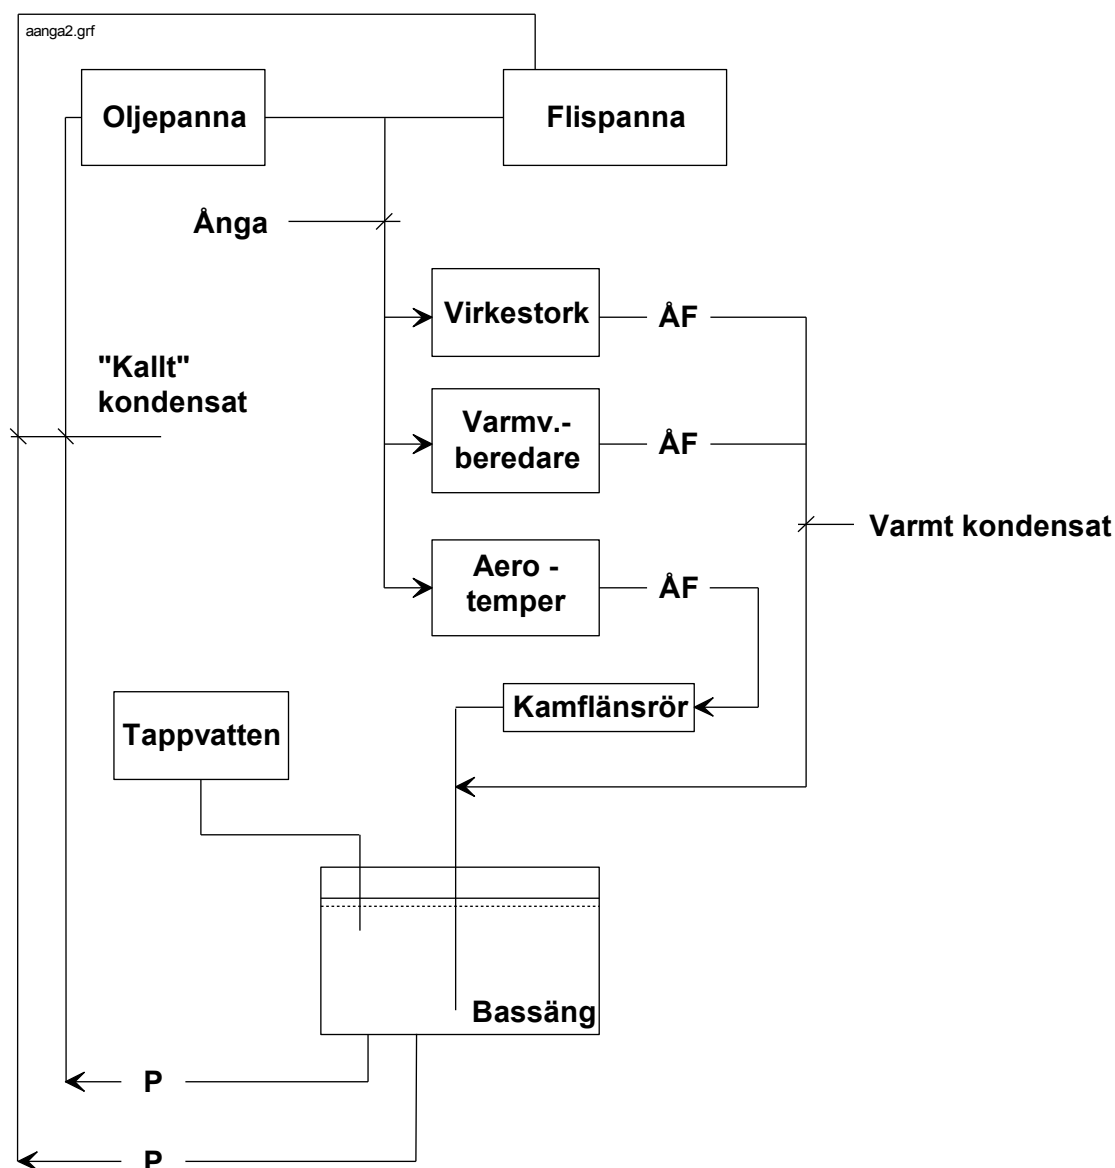 aanga2.grf
Oljepanna
Flispanna
Ånga
Virkestork
ÅF
"Kallt"
kondensat
Varmv.-
beredare
ÅF
Varmt kondensat
Aero -
temper
ÅF
Kamflänsrör
Tappvatten
Bassäng
P
P